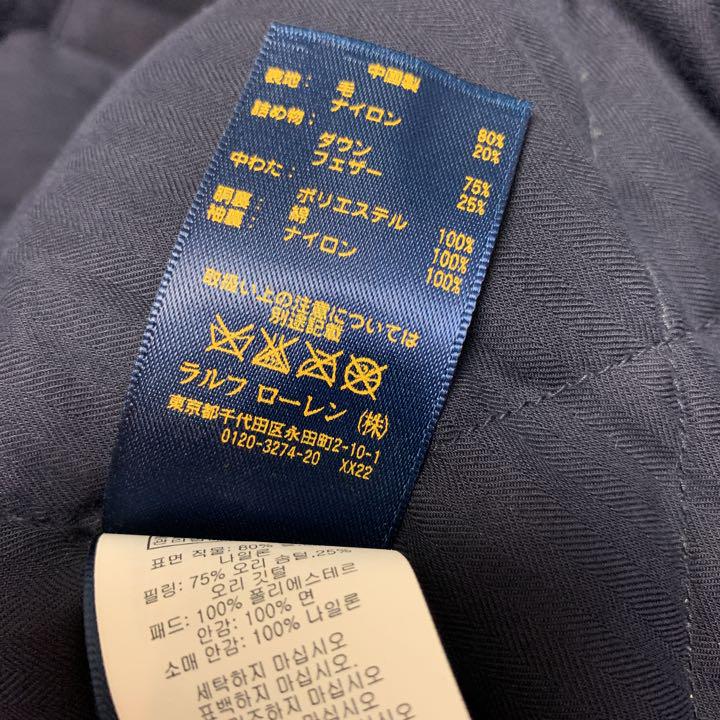 中国製
表地: 毛 80%
ナイロン 20%
詰め物: ダウン 75%
フェザー 25%
中わた: ポリエステル 100%
胴裏: 綿 100%
袖裏: ナイロン 100%
取扱い上の注意については
別途記載
ラルフ ローレン (株)
東京都千代田区永田町2-10-1
0120-3274-20 XX22
표면 직물: 80%
나일론
필링: 75% 오리 솜털, 25%
오리 깃털
패드: 100% 폴리에스테르
안감: 100% 면
소매 안감: 100% 나일론
세탁하지 마십시오
표백하지 마십시오.
마십시오